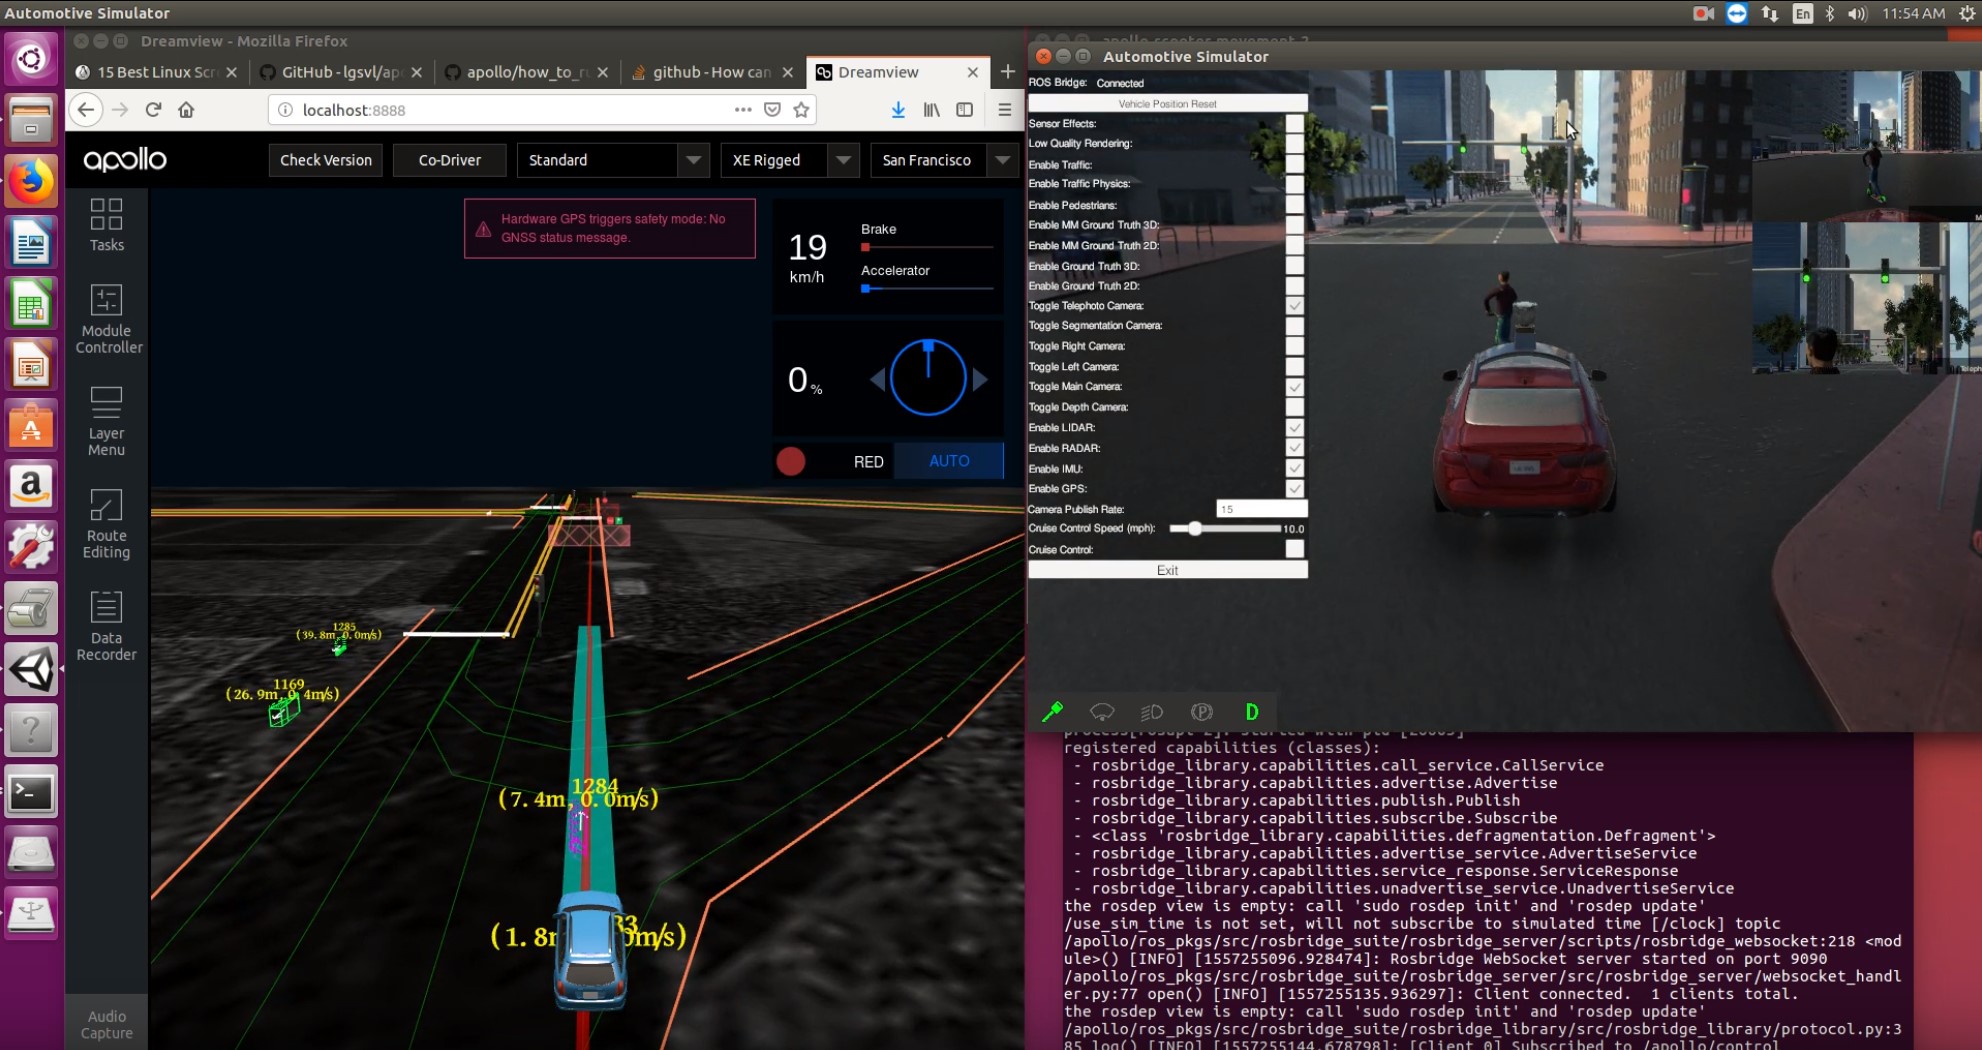 Automotive Simulator
En
11:54 AM
Dreamview - Mozilla Firefox
15 Best Linux Scr
GitHub - lgsvl/apo
apollo/how_to_ru
github - How can
Dreamview
localhost:8888
apollo
Check Version
Co-Driver
Standard
XE Rigged
San Francisco
Tasks
Module
Controller
Layer
Menu
Route
Editing
Data
Recorder
Audio
Capture
Hardware GPS triggers safety mode: No
GNSS status message.
19
km/h
Brake
Accelerator
0 %
RED
AUTO
1285
(39.8m, 0.0m/s)
1169
(26.9m, 0.4m/s)
1284
(7.4m, 0.0m/s)
apollo scooter movement 2
Automotive Simulator
ROS Bridge: Connected
Vehicle Position Reset
Sensor Effects:
Low Quality Rendering:
Enable Traffic:
Enable Traffic Physics:
Enable Pedestrians:
Enable MM Ground Truth 3D:
Enable MM Ground Truth 2D:
Enable Ground Truth 3D:
Enable Ground Truth 2D:
Toggle Telephoto Camera:
Toggle Segmentation Camera:
Toggle Right Camera:
Toggle Left Camera:
Toggle Main Camera:
Toggle Depth Camera:
Enable LIDAR:
Enable RADAR:
Enable IMU:
Enable GPS:
Camera Publish Rate: 15
Cruise Control Speed (mph): 10.0
Cruise Control:
Exit
D
registered capabilities (classes):
- rosbridge_library.capabilities.call_service.CallService
- rosbridge_library.capabilities.advertise.Advertise
- rosbridge_library.capabilities.publish.Publish
- rosbridge_library.capabilities.subscribe.Subscribe
- <class 'rosbridge_library.capabilities.defragmentation.Defragment'>
- rosbridge_library.capabilities.advertise_service.AdvertiseService
- rosbridge_library.capabilities.service_response.ServiceResponse
- rosbridge_library.capabilities.unadvertise_service.UnadvertiseService
the rosdep view is empty: call 'sudo rosdep init' and 'rosdep update'
/use_sim_time is not set, will not subscribe to simulated time [/clock] topic
/apollo/ros_pkgs/src/rosbridge_suite/rosbridge_server/scripts/rosbridge_websocket:218 <mod
ule>() [INFO] [1557255096.928474]: Rosbridge WebSocket server started on port 9090
/apollo/ros_pkgs/src/rosbridge_suite/rosbridge_server/src/rosbridge_server/websocket_handl
er.py:77 open() [INFO] [1557255135.936297]: Client connected.  1 clients total.
the rosdep view is empty: call 'sudo rosdep init' and 'rosdep update'
/apollo/ros_pkgs/src/rosbridge_suite/rosbridge_library/src/rosbridge_library/protocol.py:3
85 log() [INFO] [1557255144.678798]: [Client 0] Subscribed to /apollo/control